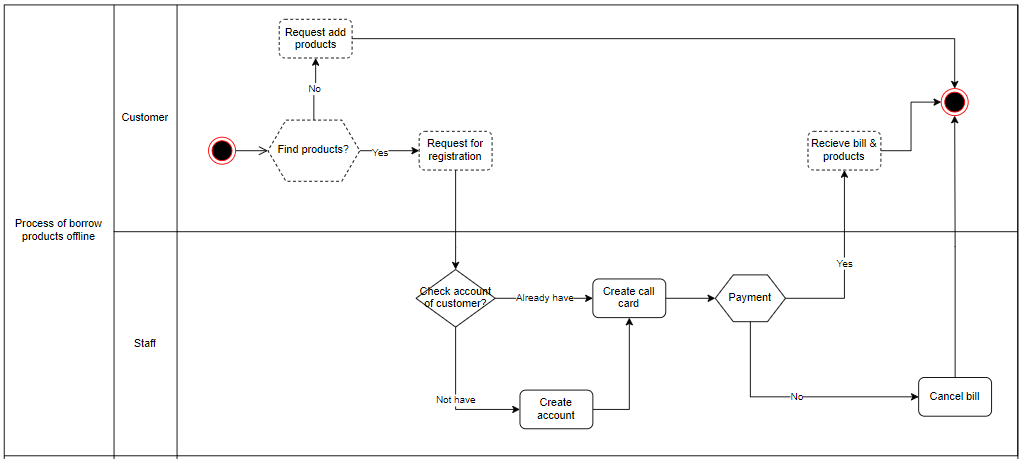 Request add
products
No
Customer
Find products?
Yes
Request for
registration
Recieve bill &
products
Process of borrow
products offline
Yes
Check account
of customer?
Already have
Create call
card
Payment
Staff
Not have
Create
account
No
Cancel bill